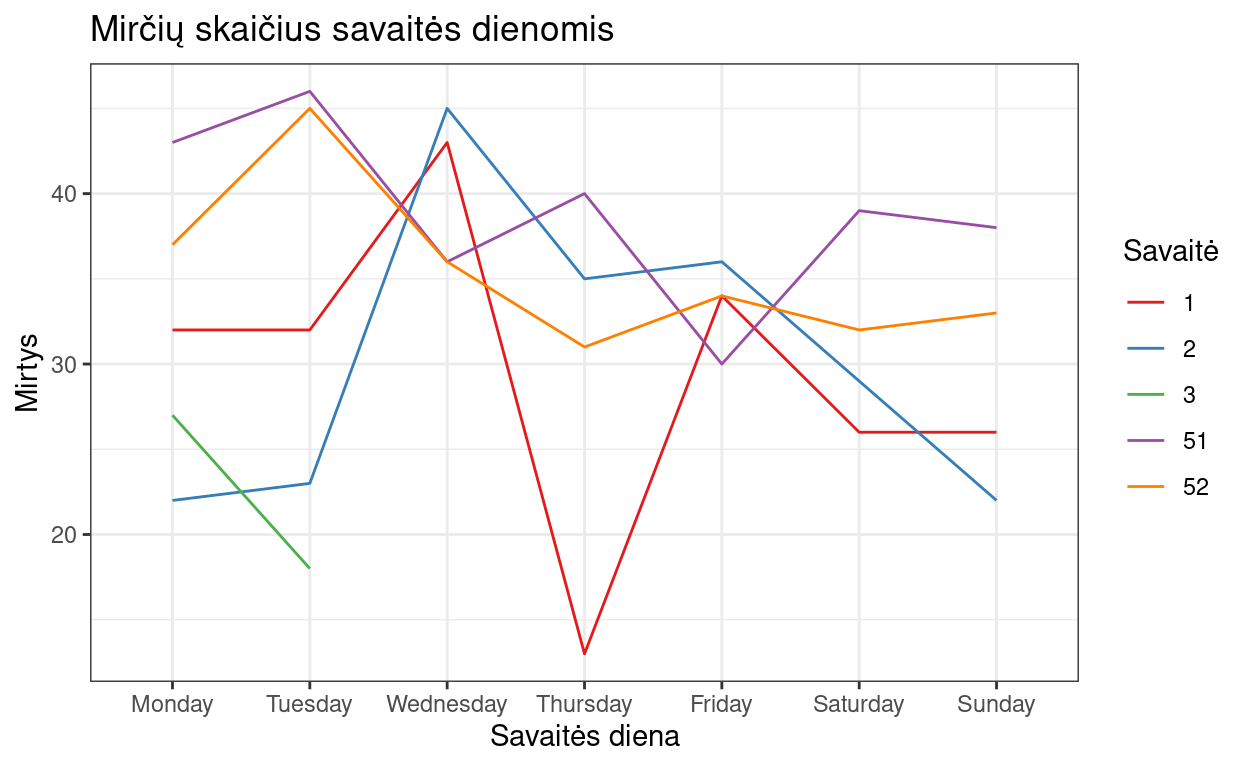 Mirčių skaičius savaitės dienomis
Mirtys
40
30
20
Monday Tuesday Wednesday Thursday Friday Saturday Sunday
Savaitės diena
Savaitė
1
2
3
51
52